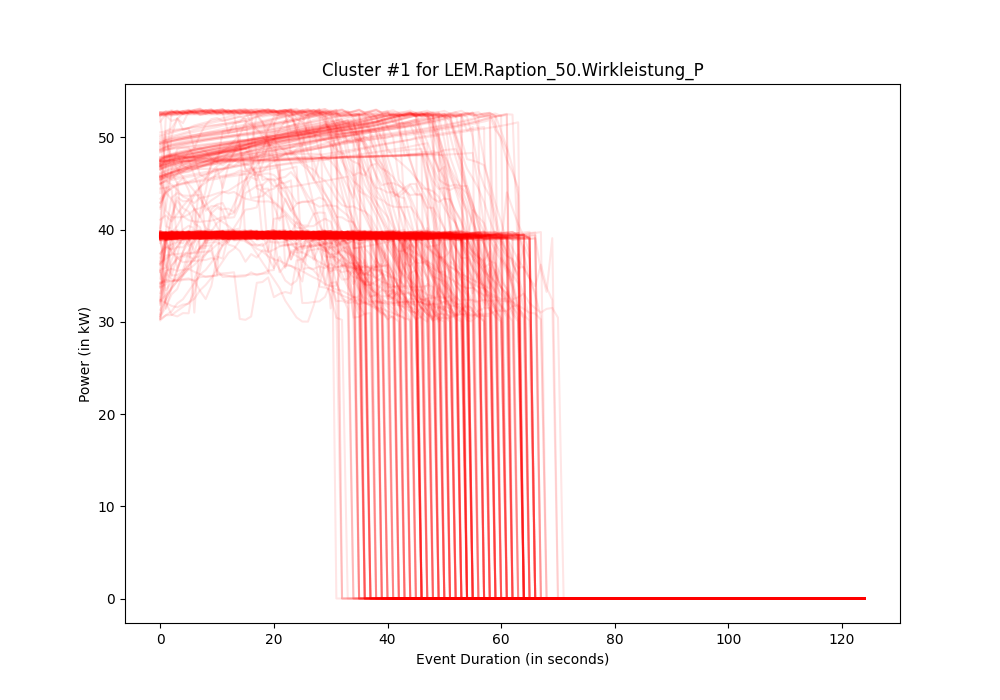 Cluster #1 for LEM.Raption_50.Wirkleistung_P
Power (in kW)
50
40
30
20
10
0
0 20 40 60 80 100 120
Event Duration (in seconds)